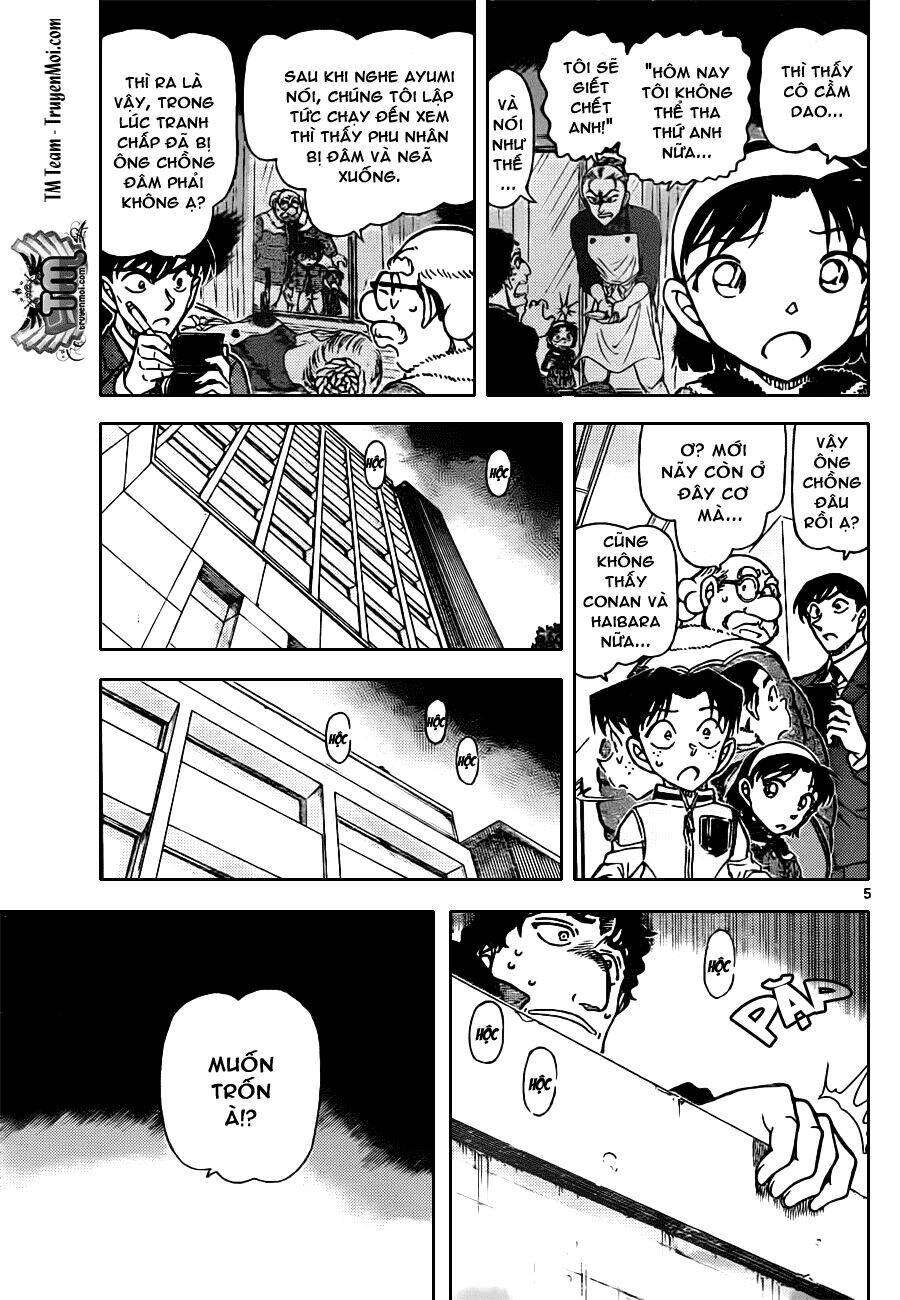 THÌ THẤY
CÔ CẦM
DAO...
"HÔM NAY
TÔI KHÔNG
THỂ THA
THỨ ANH
NỮA...
TÔI SẼ
GIẾT
CHẾT
ANH!"
VÀ
NÓI
NHƯ
THẾ
...
SAU KHI NGHE AYUMI
NÓI, CHÚNG TÔI LẬP
TỨC CHẠY ĐẾN XEM
THÌ THẤY PHU NHÂN
BỊ ĐÂM VÀ NGÃ
XUỐNG.
THÌ RA LÀ
VẬY, TRONG
LÚC TRANH
CHẤP ĐÃ BỊ
ÔNG CHỒNG
ĐÂM PHẢI
KHÔNG Ạ?
TM Team - TruyenMoi.com
TM
truyenmoi.com
VẬY
ÔNG
CHỒNG
ĐÂU
RỒI Ạ?
Ơ? MỚI
NÃY CÒN Ở
ĐÂY CƠ
MÀ...
CŨNG
KHÔNG
THẤY
CONAN VÀ
HAIBARA
NỮA...
HỘC
HỘC
HỘC
HỘC
HỘC
5
HỘC
PẶP
HỘC
HỘC
MUỐN
TRỐN
À!?